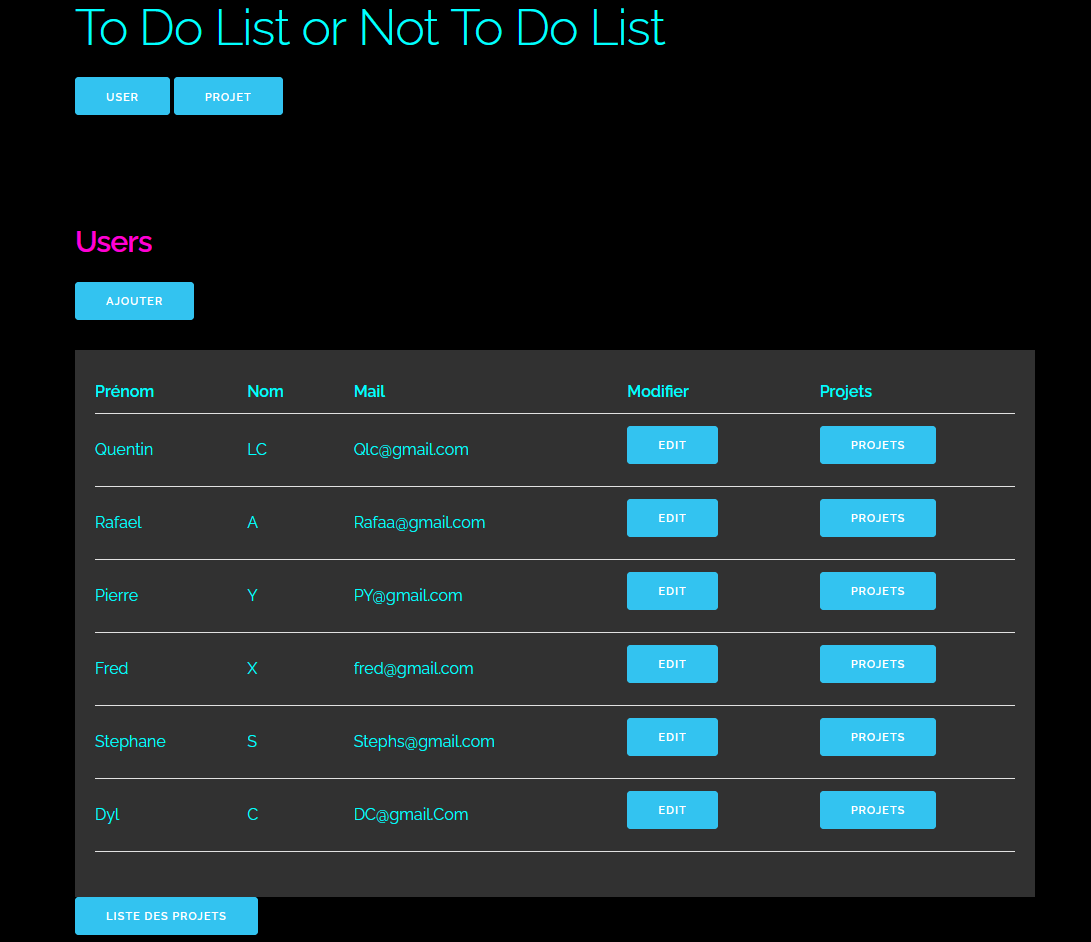 To Do List or Not To Do List
USER PROJET
Users
AJOUTER
Prénom Nom Mail Modifier Projets
Quentin LC Qlc@gmail.com EDIT PROJETS
Rafael A Rafaa@gmail.com EDIT PROJETS
Pierre Y PY@gmail.com EDIT PROJETS
Fred X fred@gmail.com EDIT PROJETS
Stephane S Stephs@gmail.com EDIT PROJETS
Dyl C DC@gmail.Com EDIT PROJETS
LISTE DES PROJETS